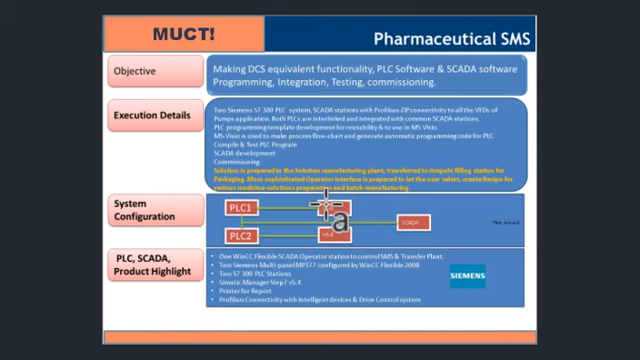 MUCT!
Pharmaceutical SMS
Objective
Making DCS equivalent functionality, PLC Software & SCADA software
Programming, Integration, Testing, commissioning.
Execution Details
Two Siemens S7 300 PLC system, SCADA stations with Profibus-DP connectivity to all the VFDs of
Pumps application. Both PLCs are interlinked and integrated with common SCADA stations.
PLC programming template development for reusability & to use in MS Visio.
MS-Visio is used to make process flow-chart and generate automatic programming code for PLC.
Compile & Test PLC Program
SCADA development
Commissioning
Solution is prepared in the Solution manufacturing plant, transferred to Ampule filling station for
Packaging. Most sophisticated Operator interface is prepared to let the user select, create Recipe for
various medicine-solutions preparation and batch manufacturing.
System
Configuration
PLC1
PLC2
a
SCADA
PLC, SCADA,
Product Highlight
• One WinCC Flexible SCADA Operator station to control SMS & Transfer Plant.
• Two Siemens Multi-panel MP377 configured by WinCC Flexible 2008
• Two S7 300 PLC Stations
• Simatic Manager Step7 v5.X
• Printer for Report
• Profibus Connectivity with Intelligent devices & Drive Control system
SIEMENS